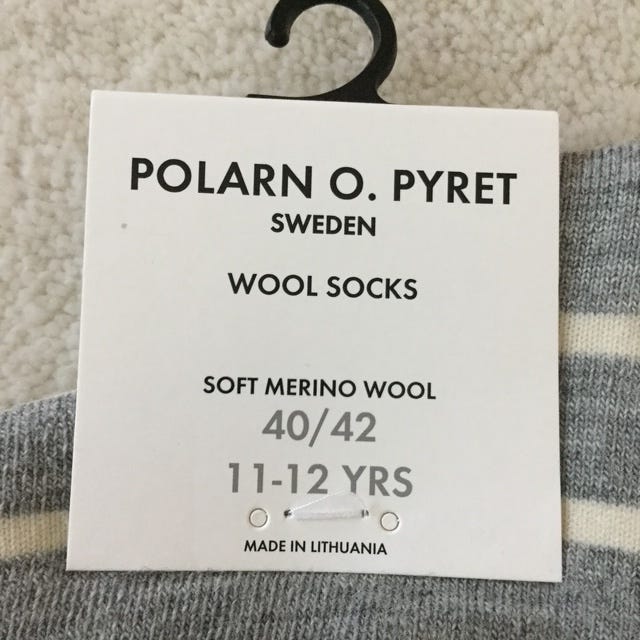 POLARN O. PYRET
SWEDEN
WOOL SOCKS
SOFT MERINO WOOL
40/42
11-12 YRS
MADE IN LITHUANIA